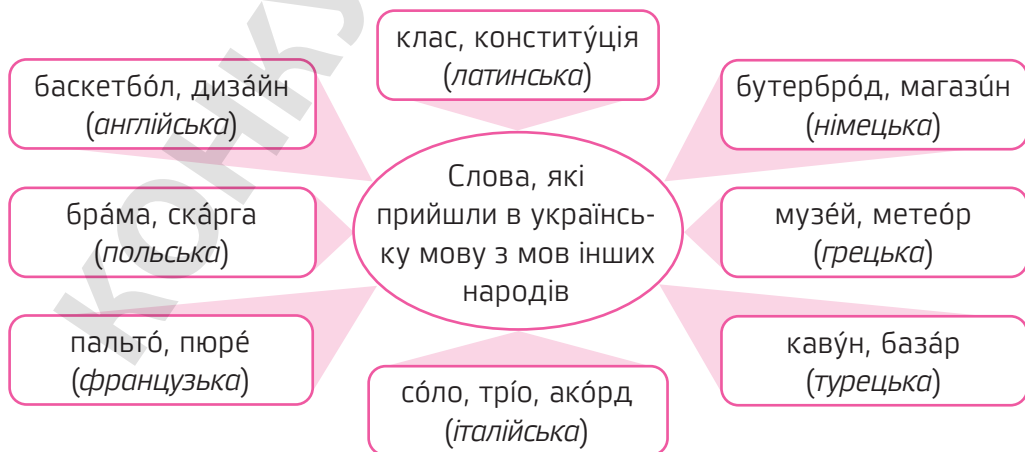 клас, конститу́ція
(латинська)
баскетбо́л, диза́йн
(англійська)
бутербро́д, магази́н
(німецька)
Слова, які
прийшли в українсь-
ку мову з мов інших
народів
бра́ма, ска́рга
(польська)
музе́й, метео́р
(грецька)
пальто́, пюре́
(французька)
со́ло, трі́о, ако́рд
(італійська)
каву́н, база́р
(турецька)
КОНКУ